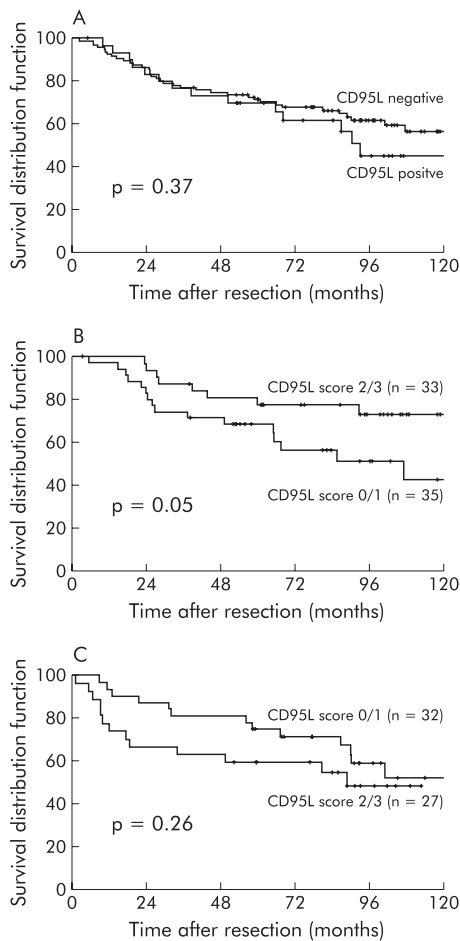 A
Survival distribution function
100
80
60
40
20
0
CD95L negative
CD95L positve
p = 0.37
0 24 48 72 96 120
Time after resection (months)
B
Survival distribution function
100
80
60
40
20
0
CD95L score 2/3 (n = 33)
CD95L score 0/1 (n = 35)
p = 0.05
0 24 48 72 96 120
Time after resection (months)
C
Survival distribution function
100
80
60
40
20
0
CD95L score 0/1 (n = 32)
CD95L score 2/3 (n = 27)
p = 0.26
0 24 48 72 96 120
Time after resection (months)